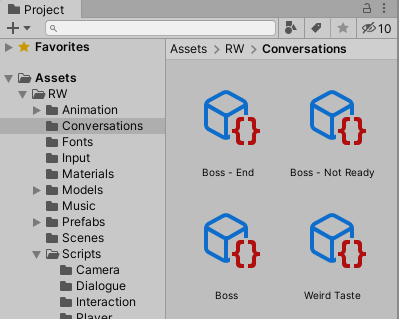 Project
10
Favorites
Assets > RW > Conversations
Assets
RW
Animation
Conversations
Fonts
Input
Materials
Models
Music
Prefabs
Scenes
Scripts
Camera
Dialogue
Interaction
Player
Boss - End
Boss - Not Ready
Boss
Weird Taste